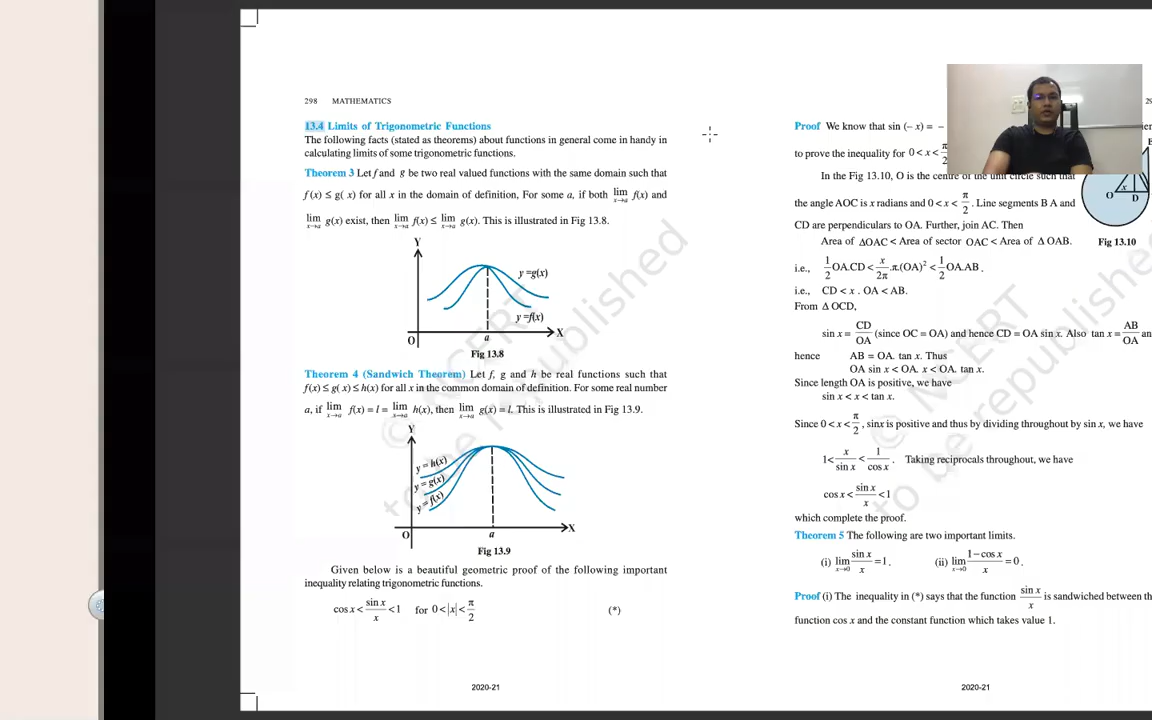 298 MATHEMATICS
13.4 Limits of Trigonometric Functions
The following facts (stated as theorems) about functions in general come in handy in
calculating limits of some trigonometric functions.
Theorem 3 Let f and g be two real valued functions with the same domain such that
f (x) ≤ g( x) for all x in the domain of definition, For some a, if both lim x→a f(x) and
lim x→a g(x) exist, then lim x→a f(x) ≤ lim x→a g(x). This is illustrated in Fig 13.8.
Y
y =g(x)
y =f(x)
O
a
X
Fig 13.8
Theorem 4 (Sandwich Theorem) Let f, g and h be real functions such that
f(x) ≤ g( x) ≤ h(x) for all x in the common domain of definition. For some real number
a, if lim x→a f(x) = l = lim x→a h(x), then lim x→a g(x) = l. This is illustrated in Fig 13.9.
Y
y = h(x)
y = g(x)
y = f(x)
O
a
X
Fig 13.9
Given below is a beautiful geometric proof of the following important
inequality relating trigonometric functions.
cos x < sin x / x < 1 for 0 < |x| < π/2 (*)
2020-21
© NCERT
to be republished
29
Proof We know that sin (– x) = –
to prove the inequality for 0 < x < π/2
In the Fig 13.10, O is the centre of the unit circle such that
the angle AOC is x radians and 0 < x < π/2 . Line segments B A and
CD are perpendiculars to OA. Further, join AC. Then
Area of ΔOAC < Area of sector OAC < Area of Δ OAB.
O
x
D
Fig 13.10
i.e., 1/2 OA.CD < x/2π .π.(OA)² < 1/2 OA.AB .
i.e., CD < x . OA < AB.
From Δ OCD,
sin x = CD/OA (since OC = OA) and hence CD = OA sin x. Also tan x = AB/OA an
hence AB = OA. tan x. Thus
OA sin x < OA. x < OA. tan x.
Since length OA is positive, we have
sin x < x < tan x.
Since 0 < x < π/2 , sinx is positive and thus by dividing throughout by sin x, we have
1 < x / sin x < 1 / cos x . Taking reciprocals throughout, we have
cos x < sin x / x < 1
which complete the proof.
Theorem 5 The following are two important limits.
(i) lim x→0 sin x / x = 1 . (ii) lim x→0 1 − cos x / x = 0 .
Proof (i) The inequality in (*) says that the function sin x / x is sandwiched between th
function cos x and the constant function which takes value 1.
2020-21
© NCERT
to be republished